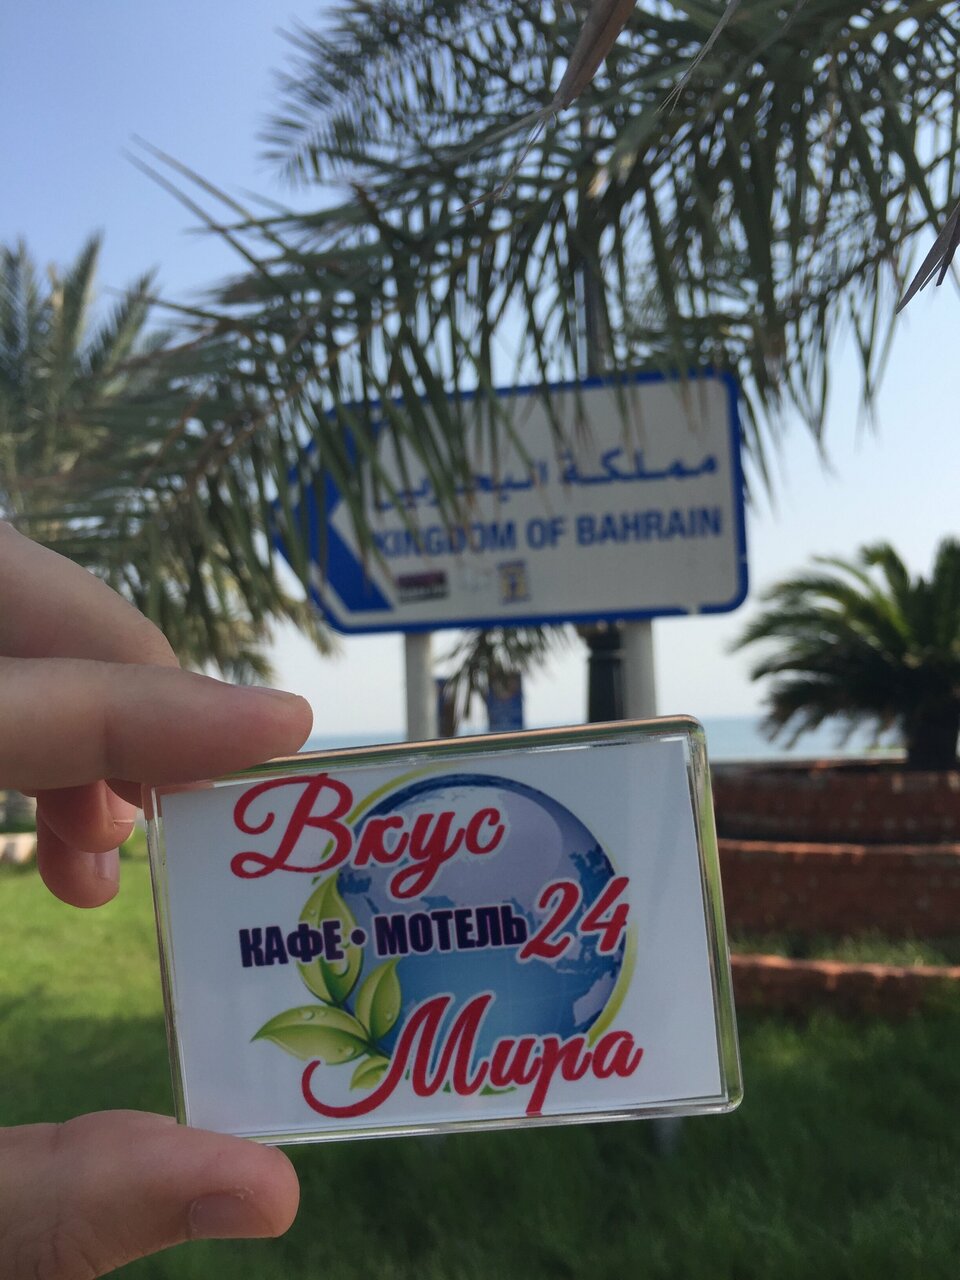 مملكة البحرين
KINGDOM OF BAHRAIN
Вкус
КАФЕ • МОТЕЛЬ 24
Мира